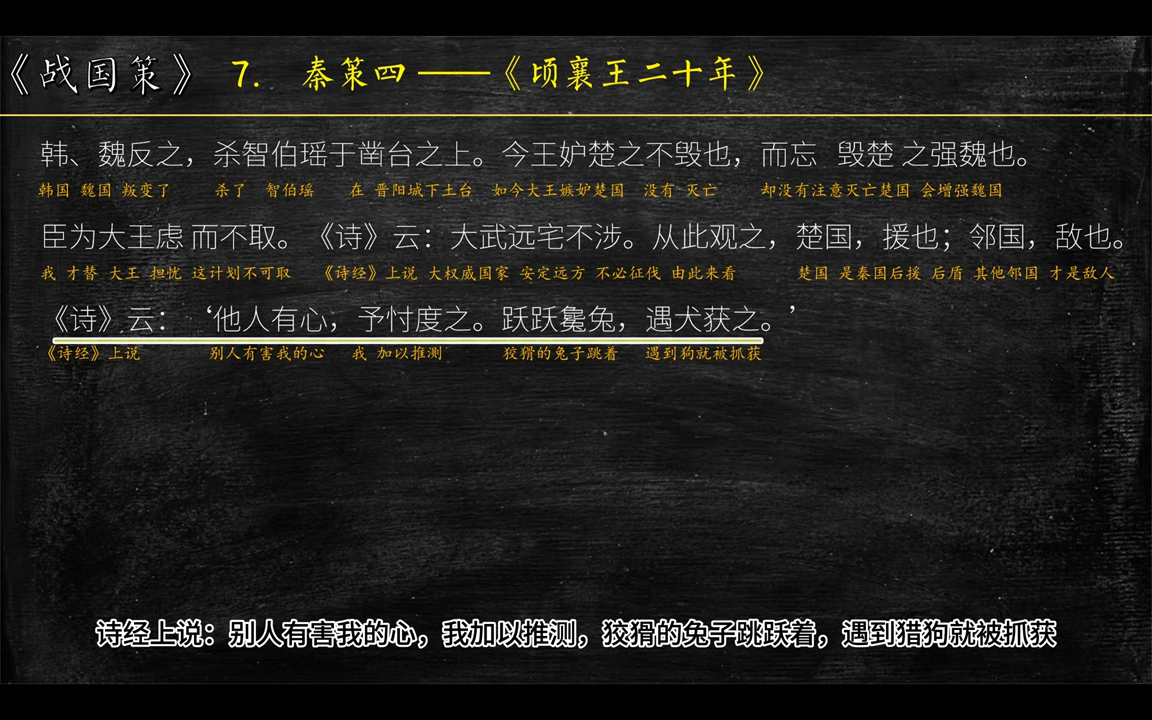 《战国策》 7. 秦策四 ——《顷襄王二十年》
韩、魏反之，杀智伯瑶于凿台之上。今王妒楚之不毁也，而忘 毁楚 之强魏也。
韩国 魏国 叛变了 杀了 智伯瑶 在 晋阳城下土台 如今大王嫉妒楚国 没有 灭亡 却没有注意灭亡楚国 会增强魏国
臣为大王虑 而不取。《诗》云：大武远宅不涉。从此观之，楚国，援也；邻国，敌也。
我 才替 大王 担忧 这计划不可取 《诗经》上说 大权威国家 安定远方 不必征伐 由此来看 楚国 是秦国后援 后盾 其他邻国 才是敌人
《诗》云：‘他人有心，予忖度之。跃跃毚兔，遇犬获之。’
《诗经》上说 别人有害我的心 我 加以推测 狡猾的兔子跳着 遇到狗就被抓获
诗经上说：别人有害我的心，我加以推测，狡猾的兔子跳跃着，遇到猎狗就被抓获